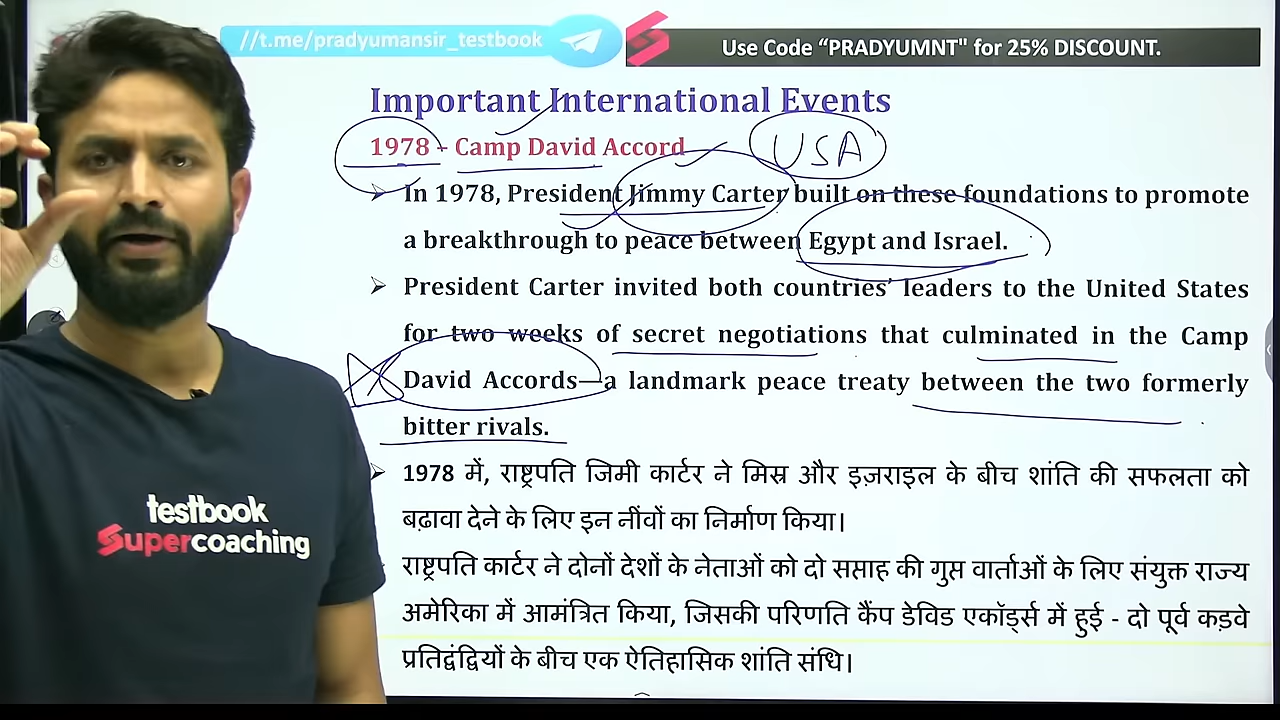 //t.me/pradyumansir_testbook
Use Code “PRADYUMNT" for 25% DISCOUNT.
Important International Events
1978 - Camp David Accord
USA
In 1978, President Jimmy Carter built on these foundations to promote
a breakthrough to peace between Egypt and Israel.
President Carter invited both countries’ leaders to the United States
for two weeks of secret negotiations that culminated in the Camp
David Accords—a landmark peace treaty between the two formerly
bitter rivals.
1978 में, राष्ट्रपति जिमी कार्टर ने मिस्र और इज़राइल के बीच शांति की सफलता को
बढ़ावा देने के लिए इन नींवों का निर्माण किया।
राष्ट्रपति कार्टर ने दोनों देशों के नेताओं को दो सप्ताह की गुप्त वार्ताओं के लिए संयुक्त राज्य
अमेरिका में आमंत्रित किया, जिसकी परिणति कैंप डेविड एकॉर्ड्स में हुई - दो पूर्व कड़वे
प्रतिद्वंद्वियों के बीच एक ऐतिहासिक शांति संधि।
testbook
Supercoaching